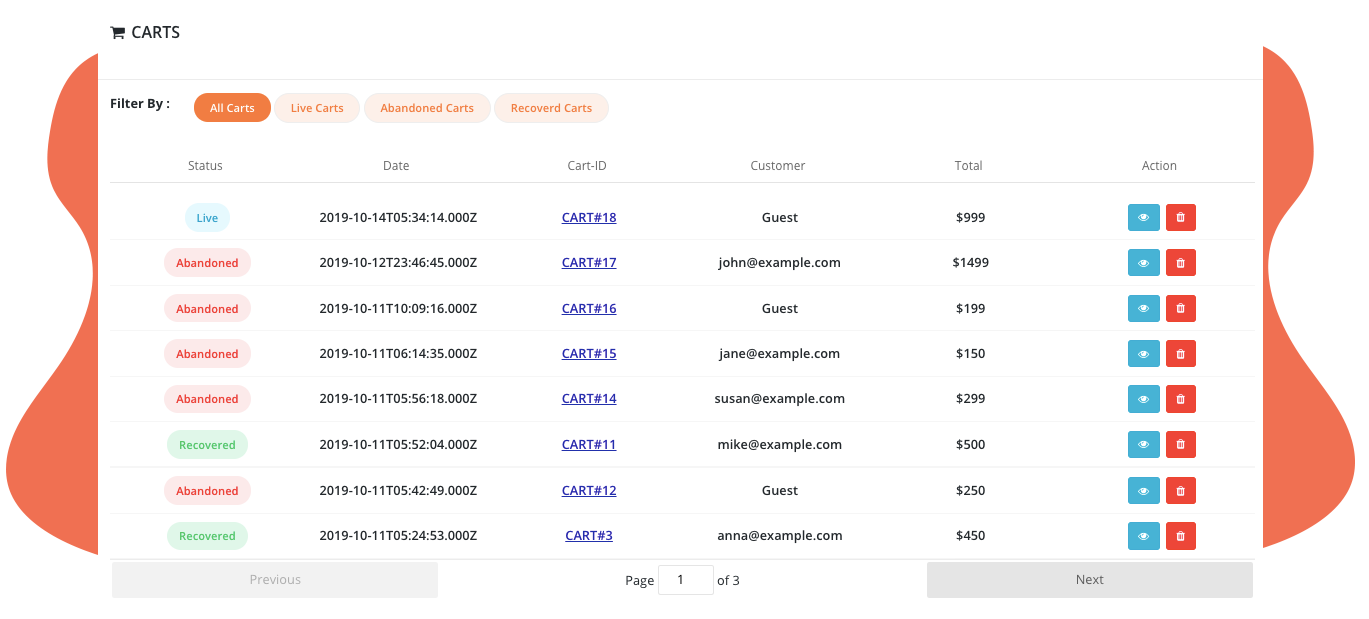 CARTS
Filter By : All Carts Live Carts Abandoned Carts Recoverd Carts
Status Date Cart-ID Customer Total Action
Live 2019-10-14T05:34:14.000Z CART#18 Guest $999
Abandoned 2019-10-12T23:46:45.000Z CART#17 john@example.com $1499
Abandoned 2019-10-11T10:09:16.000Z CART#16 Guest $199
Abandoned 2019-10-11T06:14:35.000Z CART#15 jane@example.com $150
Abandoned 2019-10-11T05:56:18.000Z CART#14 susan@example.com $299
Recovered 2019-10-11T05:52:04.000Z CART#11 mike@example.com $500
Abandoned 2019-10-11T05:42:49.000Z CART#12 Guest $250
Recovered 2019-10-11T05:24:53.000Z CART#3 anna@example.com $450
Previous Page 1 of 3 Next